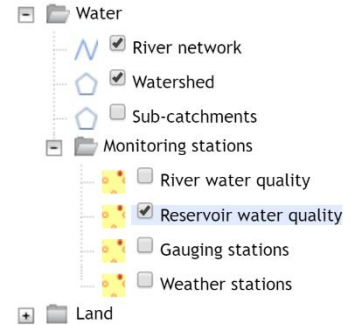 Water
River network
Watershed
Sub-catchments
Monitoring stations
River water quality
Reservoir water quality
Gauging stations
Weather stations
Land